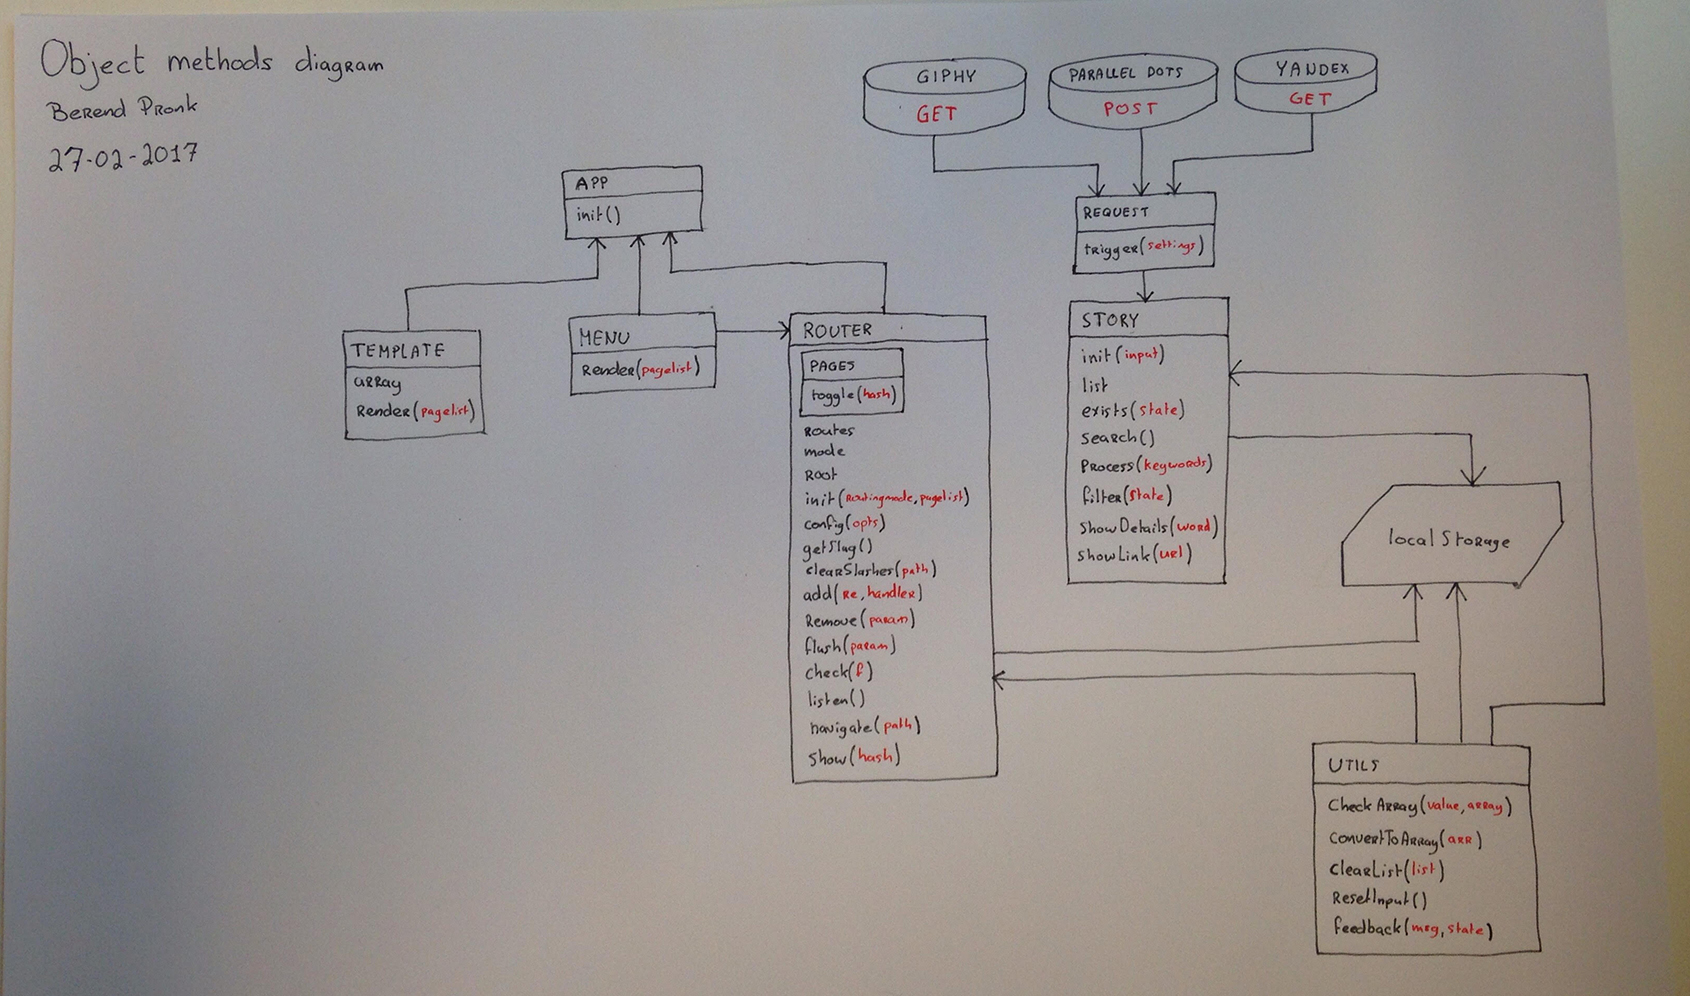 Object methods diagram
Berend Pronk
27-02-2017
GIPHY
GET
PARALLEL DOTS
POST
YANDEX
GET
APP
init()
REQUEST
trigger(settings)
TEMPLATE
array
Render(pagelist)
MENU
Render(pagelist)
ROUTER
PAGES
toggle(hash)
Routes
mode
Root
init(Routingmode, pagelist)
config(opts)
getSlug()
clearSlashes(path)
add(re, handler)
Remove(param)
flush(param)
check(f)
listen()
navigate(path)
show(hash)
STORY
init(input)
list
exists(state)
search()
Process(keywords)
filter(state)
showDetails(word)
showLink(url)
local Storage
UTILS
CheckArray(value, array)
convertToArray(arr)
clearList(list)
ResetInput()
feedback(msg, state)